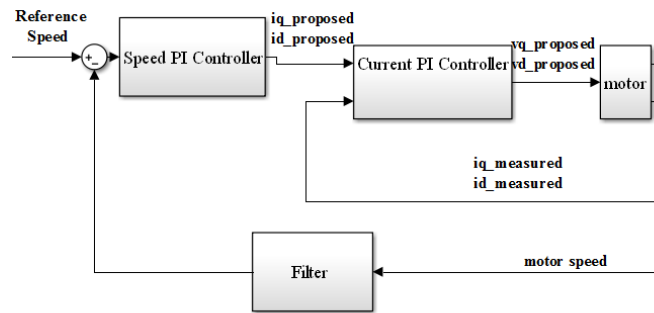 Reference
Speed
+
-
Speed PI Controller
iq_proposed
id_proposed
Current PI Controller
vq_proposed
vd_proposed
motor
iq_measured
id_measured
motor speed
Filter